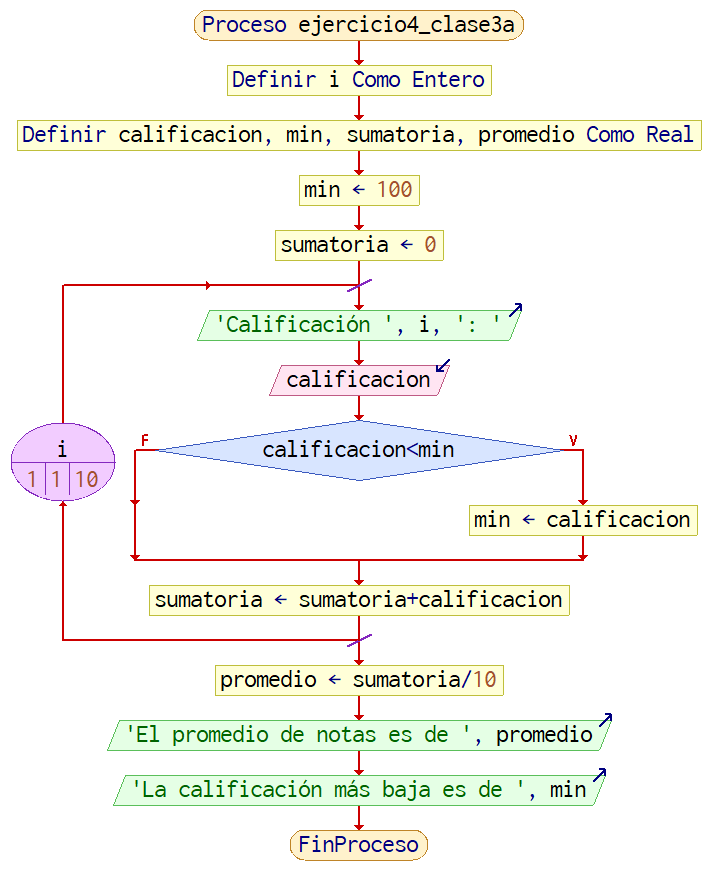 Proceso ejercicio4_clase3a
Definir i Como Entero
Definir calificacion, min, sumatoria, promedio Como Real
min ← 100
sumatoria ← 0
'Calificación ', i, ': '
calificacion
i
1 1 10
F
calificacion<min
V
min ← calificacion
sumatoria ← sumatoria+calificacion
promedio ← sumatoria/10
'El promedio de notas es de ', promedio
'La calificación más baja es de ', min
FinProceso